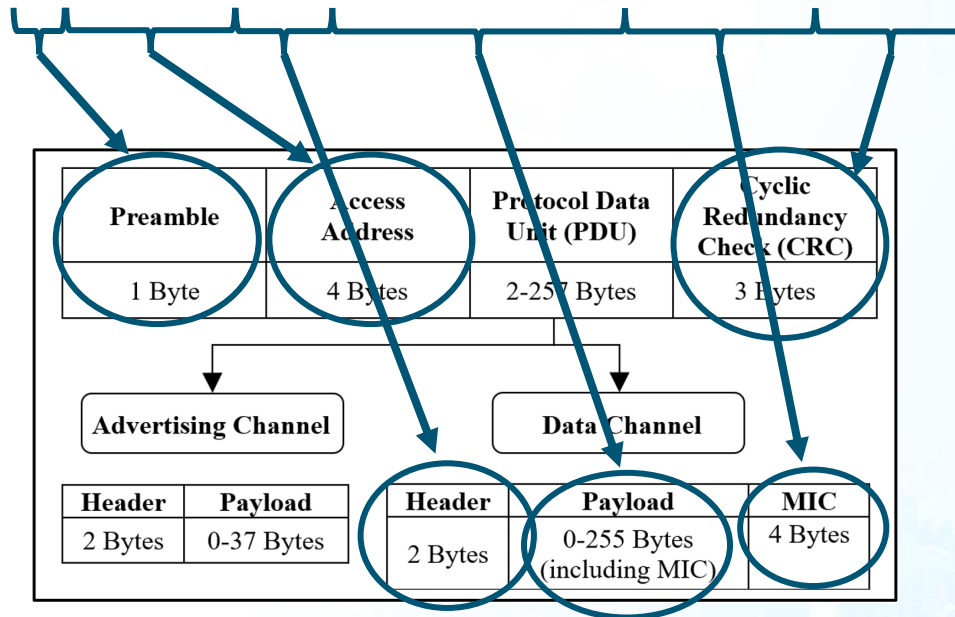 Preamble
Access
Address
Protocol Data
Unit (PDU)
Cyclic
Redundancy
Check (CRC)
1 Byte
4 Bytes
2-257 Bytes
3 Bytes
Advertising Channel
Data Channel
Header
Payload
2 Bytes
0-37 Bytes
Header
Payload
MIC
2 Bytes
0-255 Bytes
(including MIC)
4 Bytes